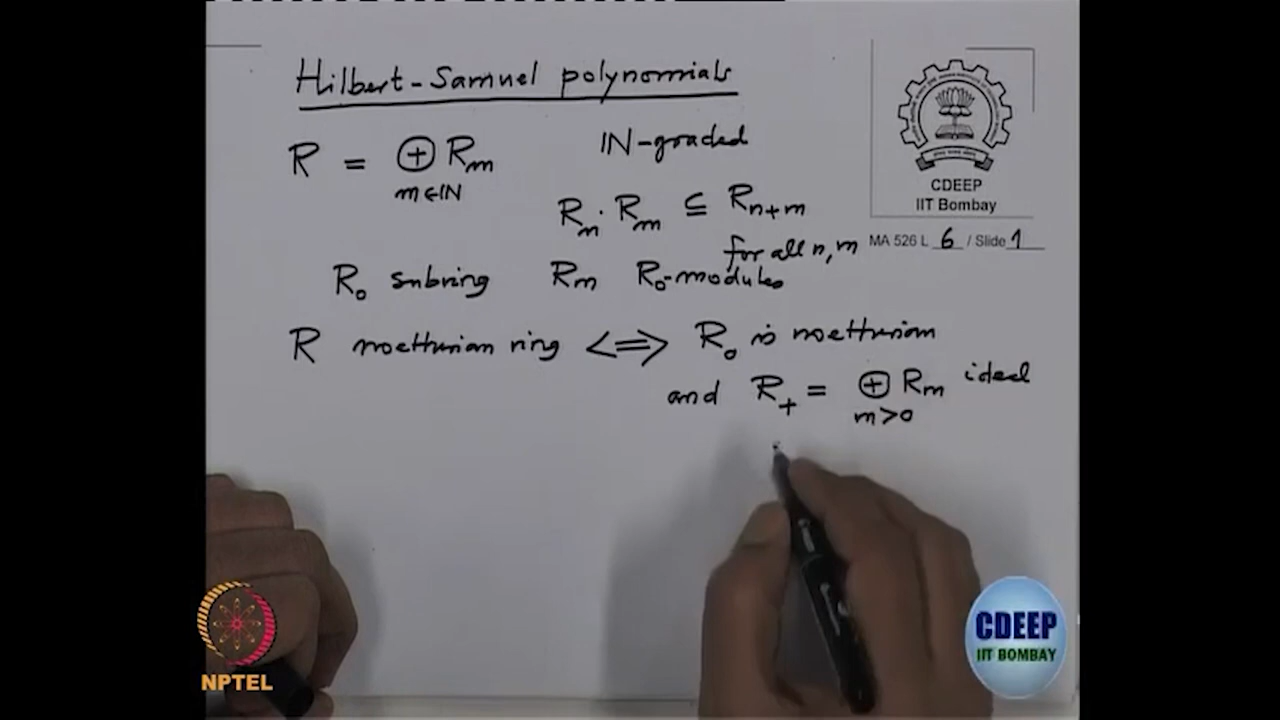 Hilbert-Samuel polynomials
R = ⊕ R_m IN-graded
m∈IN
R_n · R_m ⊆ R_{n+m}
for all n, m
R_0 subring R_m R_0-modules
R noetherian ring <=> R_0 is noetherian
and R_+ = ⊕ R_m ideal
m>0
CDEEP
IIT Bombay
MA 526 L 6 / Slide 1
NPTEL
CDEEP
IIT BOMBAY